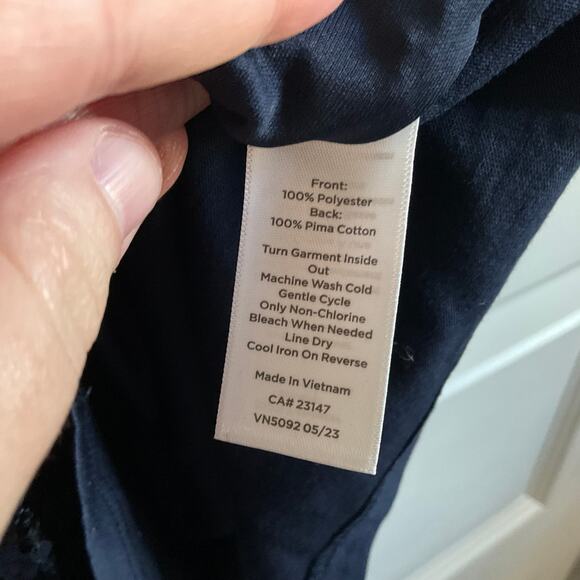 Front:
100% Polyester
Back:
100% Pima Cotton
Turn Garment Inside
Out
Machine Wash Cold
Gentle Cycle
Only Non-Chlorine
Bleach When Needed
Line Dry
Cool Iron On Reverse
Made In Vietnam
CA# 23147
VN5092 05/23